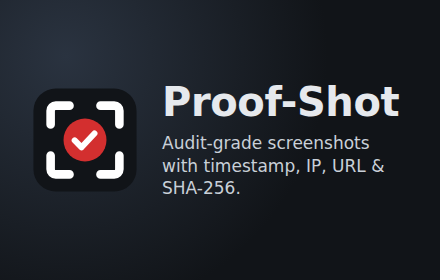 Proof-Shot
Audit-grade screenshots
with timestamp, IP, URL &
SHA-256.